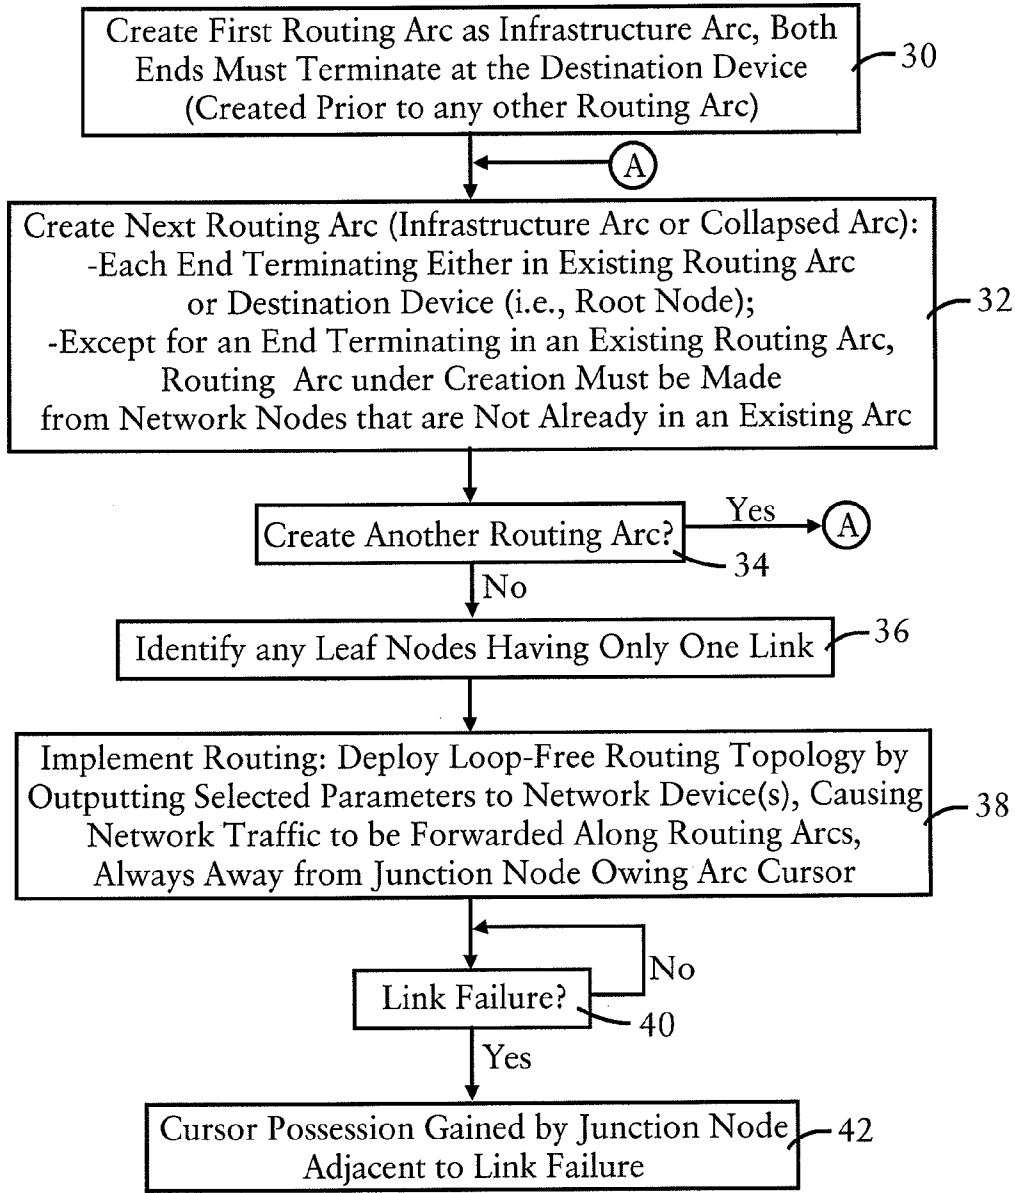 Create First Routing Arc as Infrastructure Arc, Both
Ends Must Terminate at the Destination Device
(Created Prior to any other Routing Arc)
30
A
Create Next Routing Arc (Infrastructure Arc or Collapsed Arc):
-Each End Terminating Either in Existing Routing Arc
or Destination Device (i.e., Root Node);
-Except for an End Terminating in an Existing Routing Arc,
Routing Arc under Creation Must be Made
from Network Nodes that are Not Already in an Existing Arc
32
Create Another Routing Arc?
Yes
A
34
No
Identify any Leaf Nodes Having Only One Link
36
Implement Routing: Deploy Loop-Free Routing Topology by
Outputting Selected Parameters to Network Device(s), Causing
Network Traffic to be Forwarded Along Routing Arcs,
Always Away from Junction Node Owing Arc Cursor
38
Link Failure?
No
40
Yes
Cursor Possession Gained by Junction Node
Adjacent to Link Failure
42